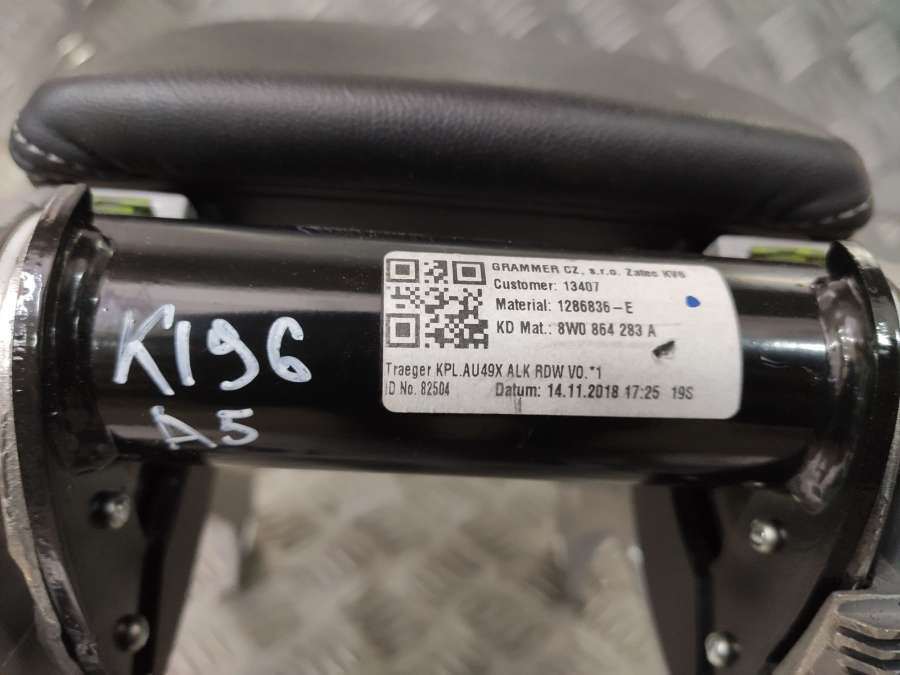 GRAMMER CZ, s.r.o. Zatec KV6
Customer: 13407
Material: 1286836-E
KD Mat.: 8W0 864 283 A
Traeger KPL.AU49X ALK RDW VO.*1
ID No. 82504 Datum: 14.11.2018 17:25 19S
K196
A5